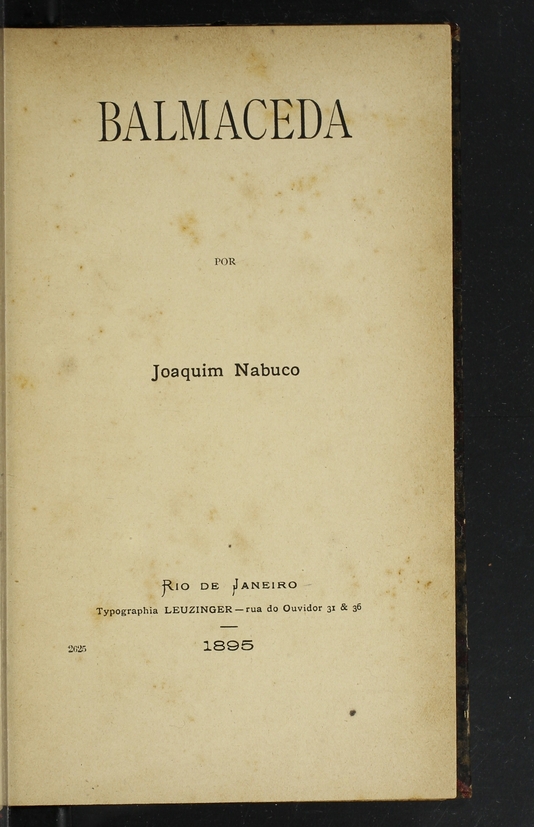 BALMACEDA
POR
Joaquim Nabuco
RIO DE JANEIRO
Typographia LEUZINGER — rua do Ouvidor 31 & 36
1895
2625